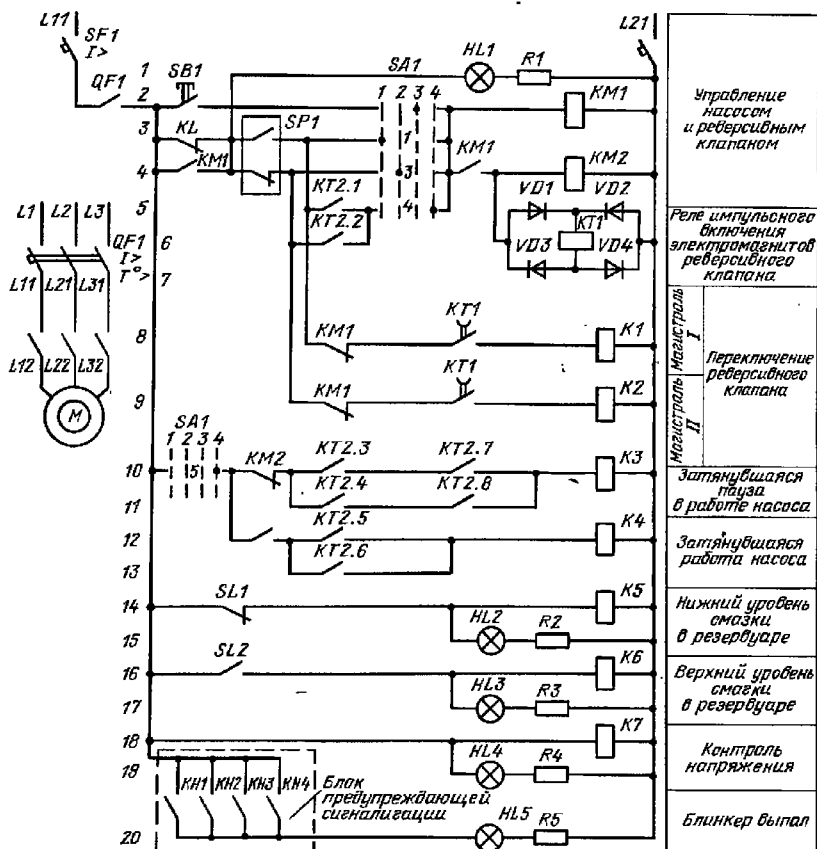 L11
SF1
I>
QF1
1
2
SB1
SA1
1 2 3 4
HL1
R1
L21
KM1
Управление
насосом
и реверсивным
клапаном
3
KL
SP1
1
KM1
4
KM1
3
KM2
5
KT2.1
4
VD1
VD2
KT2.2
KT1
VD3
VD4
Реле импульсного
включения
электромагнитов
реверсивного
клапана
L1
L2
L3
QF1
6
I>
T°>
7
L11
L21
L31
8
KM1
KT1
K1
Магистраль
I
L12
L22
L32
Переключение
реверсивного
клапана
M
9
KM1
KT1
K2
Магистраль
II
SA1
1 2 3 4
10
5
KM2
KT2.3
KT2.7
K3
11
KT2.4
KT2.8
Затянувшаяся
пауза
в работе насоса
12
KT2.5
K4
13
KT2.6
Затянувшаяся
работа насоса
14
SL1
K5
15
HL2
R2
Нижний уровень
смазки
в резервуаре
16
SL2
K6
17
HL3
R3
Верхний уровень
смагки
в резервуаре
18
K7
19
HL4
R4
Контроль
напряжения
KH1
KH2
KH3
KN4
Блок
предупреждающей
сигналигации
20
HL5
R5
Блинкер выпал